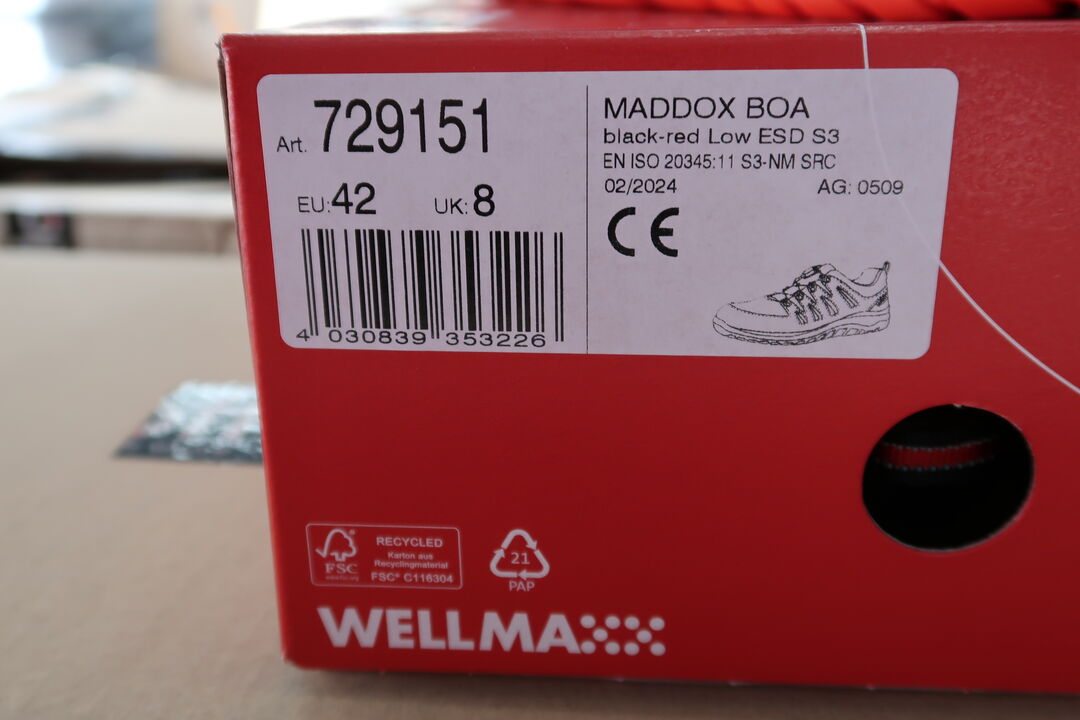 Art. 729151
EU:42 UK:8
4 030839 353226
MADDOX BOA
black-red Low ESD S3
EN ISO 20345:11 S3-NM SRC
02/2024 AG: 0509
CE
FSC
RECYCLED
Karton aus
Recyclingmaterial
FSC® C116304
21
PAP
WELLMAXX